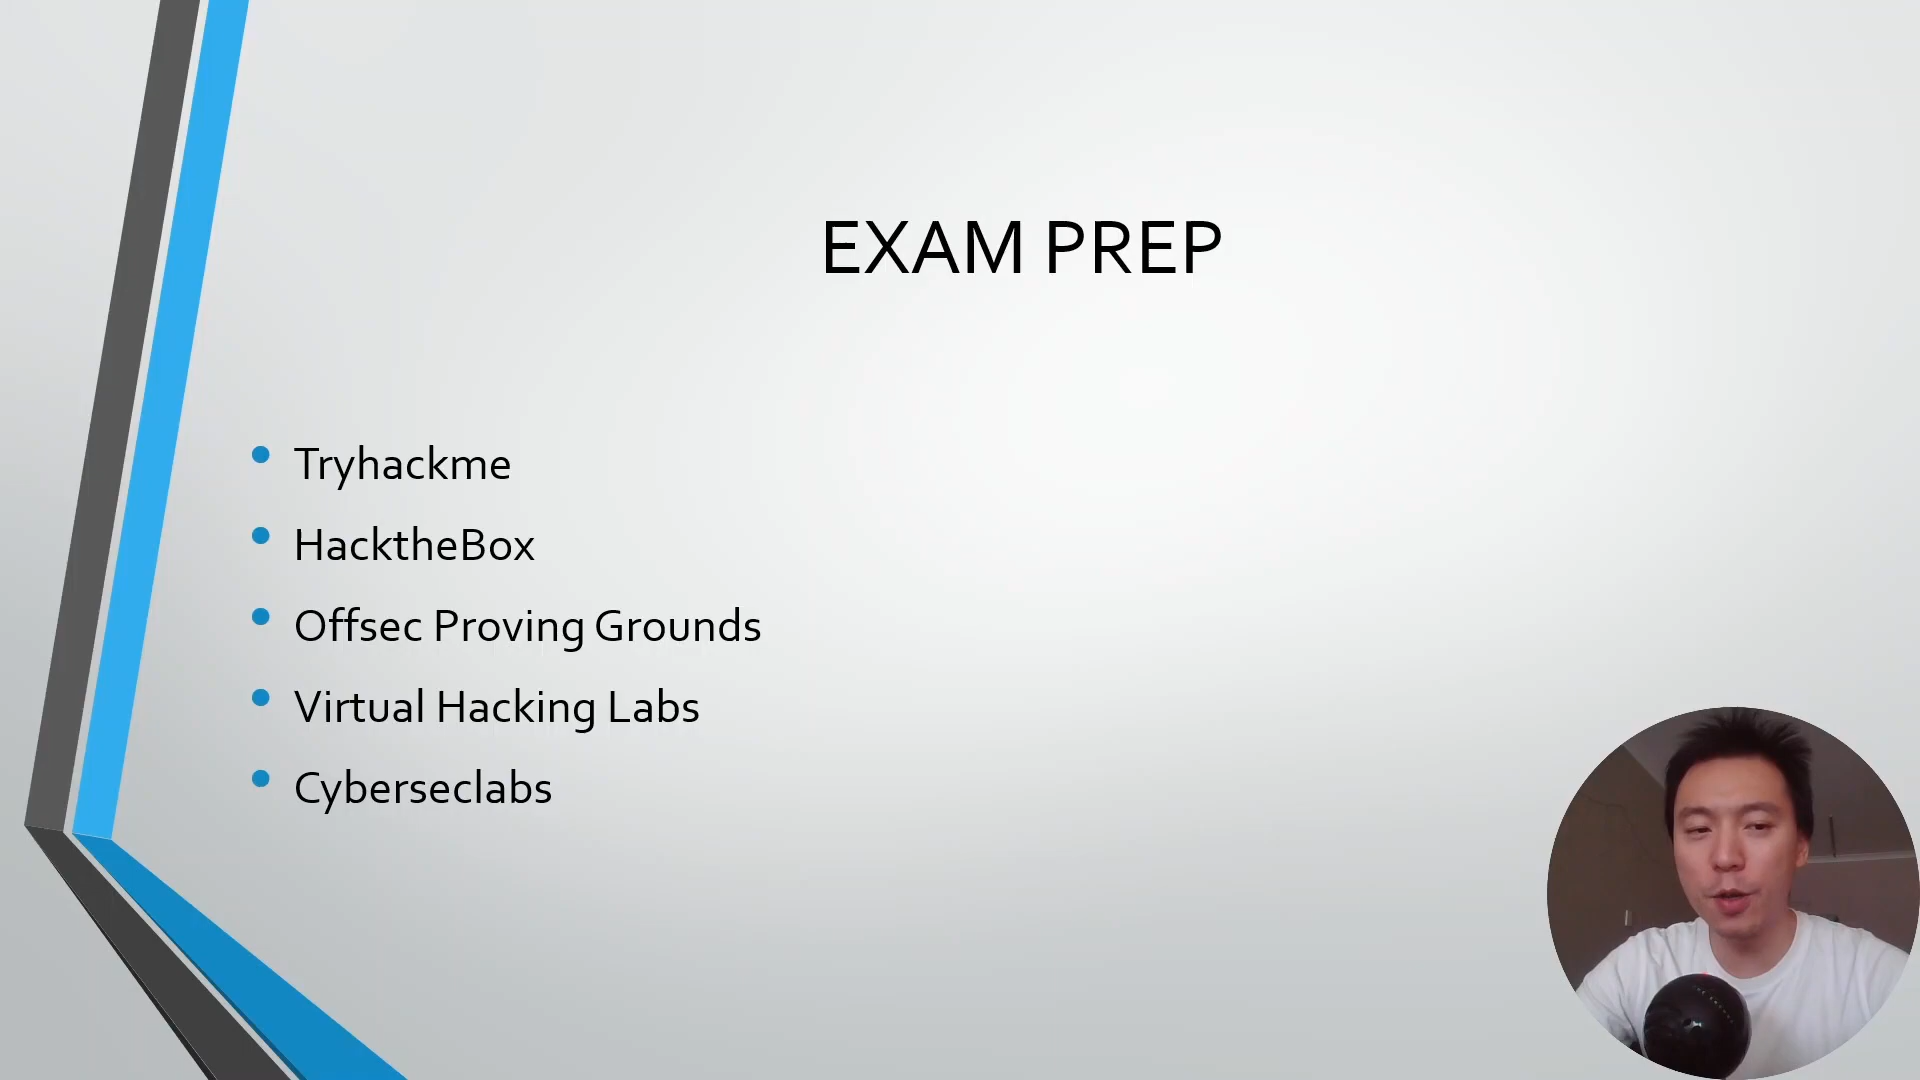 EXAM PREP
Tryhackme
HacktheBox
Offsec Proving Grounds
Virtual Hacking Labs
Cyberseclabs